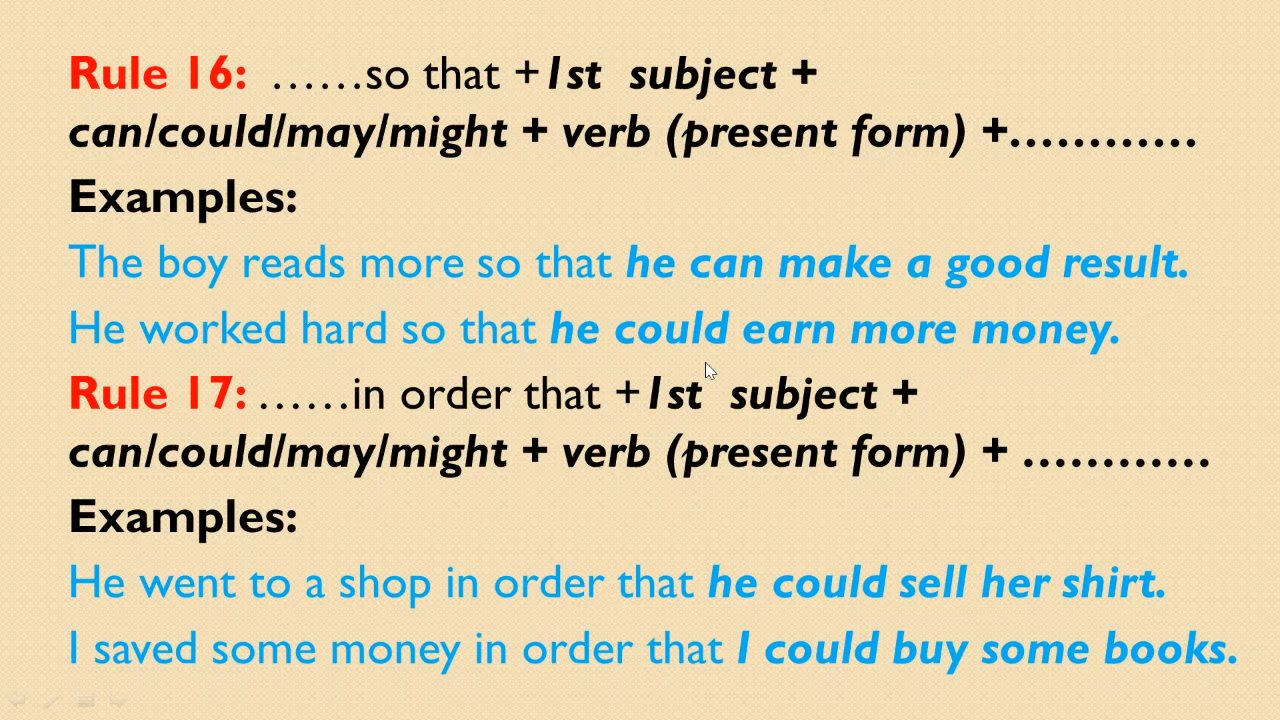 Rule 16: ……so that +1st subject +
can/could/may/might + verb (present form) +…………
Examples:
The boy reads more so that he can make a good result.
He worked hard so that he could earn more money.
Rule 17: ……in order that +1st subject +
can/could/may/might + verb (present form) + …………
Examples:
He went to a shop in order that he could sell her shirt.
I saved some money in order that I could buy some books.